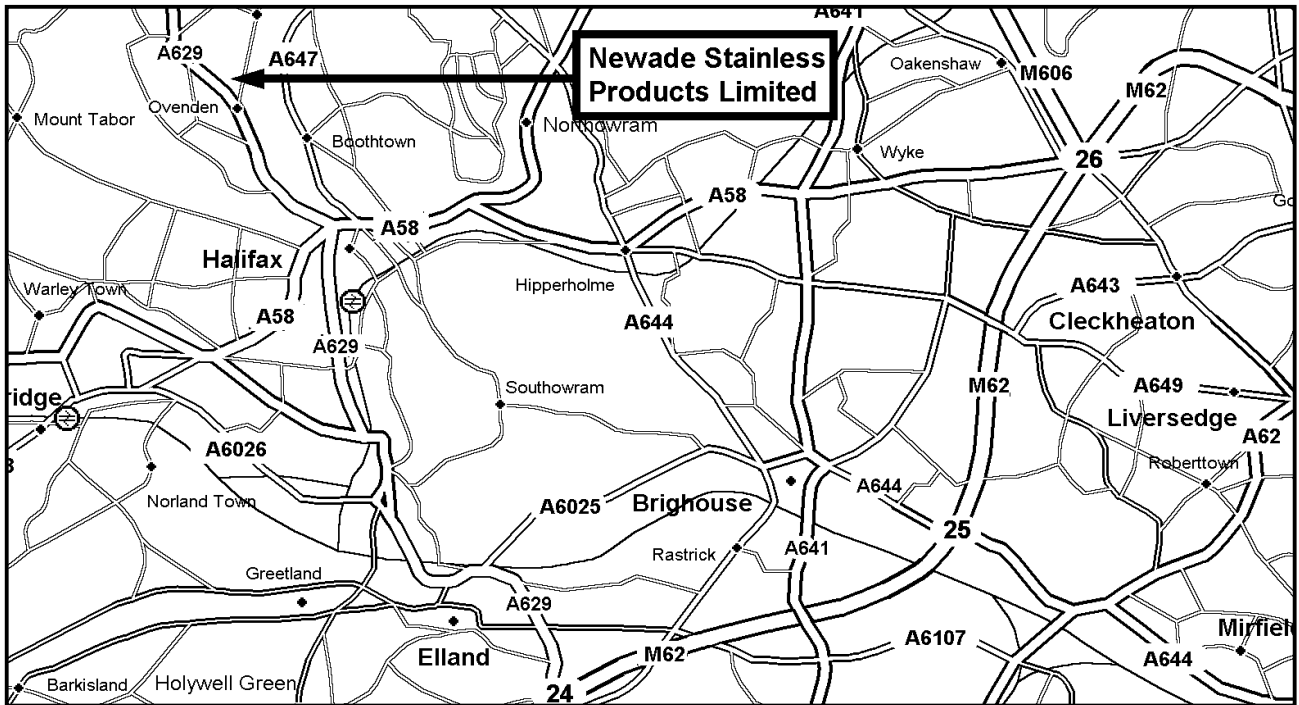 A641
A629
A647
Newade Stainless
Products Limited
Oakenshaw
M606
M62
Ovenden
Mount Tabor
Boothtown
Northowram
Wyke
26
A58
A58
Halifax
Hipperholme
Warley Town
A643
A58
A644
Cleckheaton
A629
Southowram
M62
A649
ridge
Liversedge
A62
A6026
Roberttown
Norland Town
A6025
Brighouse
A644
25
Rastrick
A641
Greetland
A629
Elland
M62
A6107
Mirfiel
A644
Barkisland
Holywell Green
24